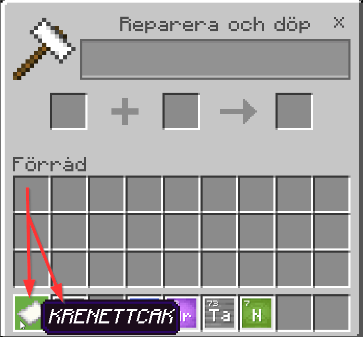 Reparera och döp x
Förråd
KRENETTCAK
r
73
Ta
7
N